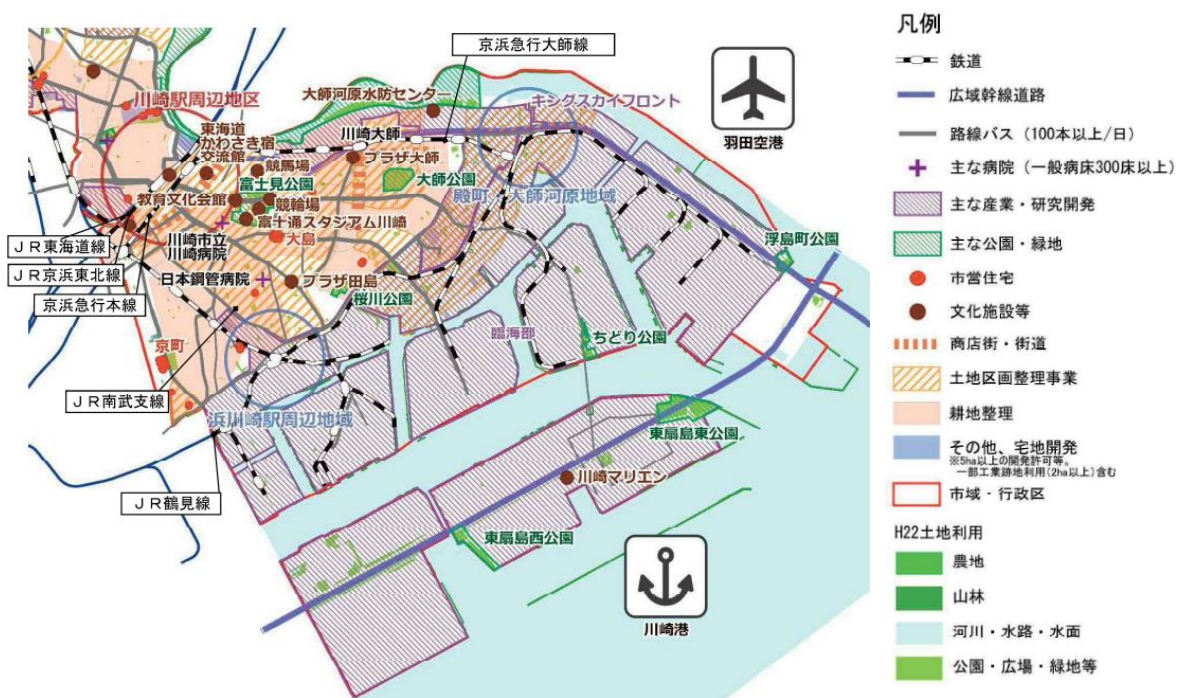 京浜急行大師線
川崎駅周辺地区
大師河原水防センター
キングスカイフロント
羽田空港
東海道
かわさき宿
交流館
川崎大師
競馬場
プラザ大師
富士見公園
大師公園
殿町・大師河原地域
教育文化会館
競輪場
富士通スタジアム川崎
浮島町公園
JR東海道線
川崎市立
川崎病院
大島
JR京浜東北線
日本鋼管病院
プラザ田島
京浜急行本線
桜川公園
臨海部
ちどり公園
京町
JR南武支線
浜川崎駅周辺地域
東扇島東公園
川崎マリエン
JR鶴見線
東扇島西公園
川崎港
凡例
鉄道
広域幹線道路
路線バス(100本以上/日)
主な病院(一般病床300床以上)
主な産業・研究開発
主な公園・緑地
市営住宅
文化施設等
商店街・街道
土地区画整理事業
耕地整理
その他、宅地開発
※5ha以上の開発許可等。
一部工業跡地利用(2ha以上)含む
市域・行政区
H22土地利用
農地
山林
河川・水路・水面
公園・広場・緑地等